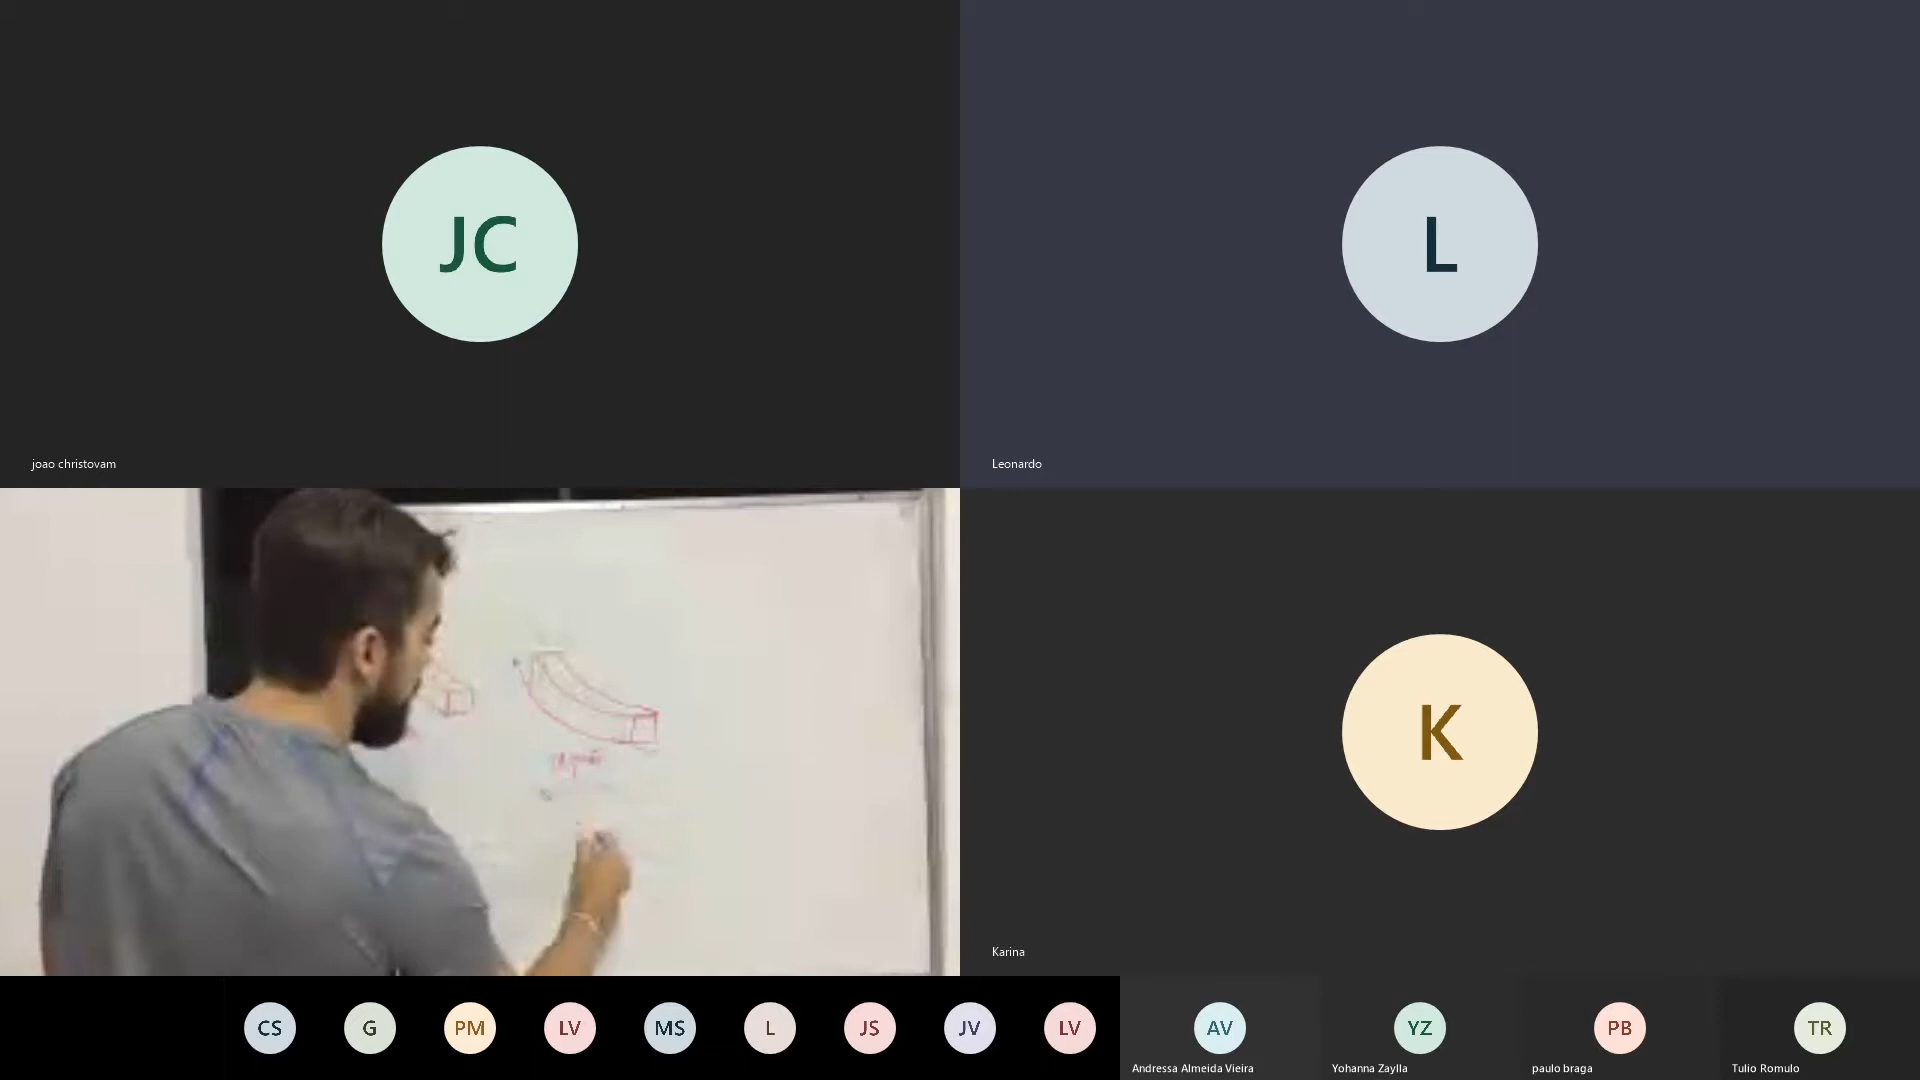 JC
L
joao christovam
Leonardo
K
Karina
CS
G
PM
LV
MS
L
JS
JV
LV
AV
YZ
PB
TR
Andressa Almeida Vieira
Yohanna Zaylla
paulo braga
Tulio Romulo